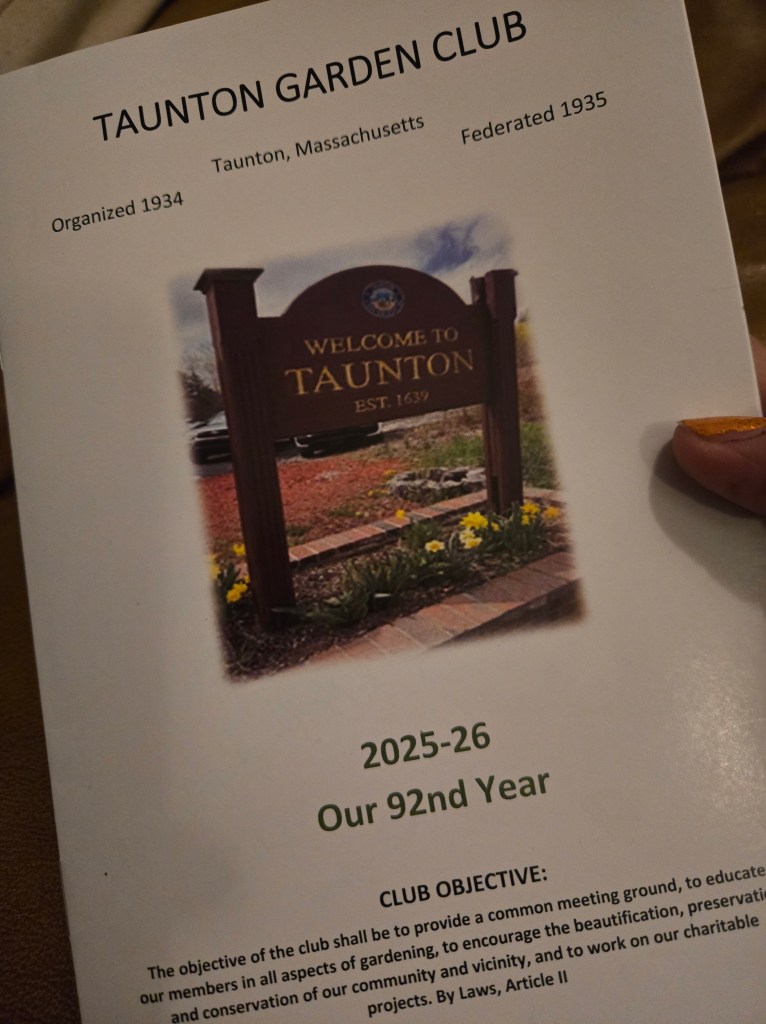 TAUNTON GARDEN CLUB
Taunton, Massachusetts
Organized 1934 Federated 1935
WELCOME TO
TAUNTON
EST. 1639
2025-26
Our 92nd Year
CLUB OBJECTIVE:
The objective of the club shall be to provide a common meeting ground, to educate
our members in all aspects of gardening, to encourage the beautification, preservati
and conservation of our community and vicinity, and to work on our charitable
projects. By Laws, Article II